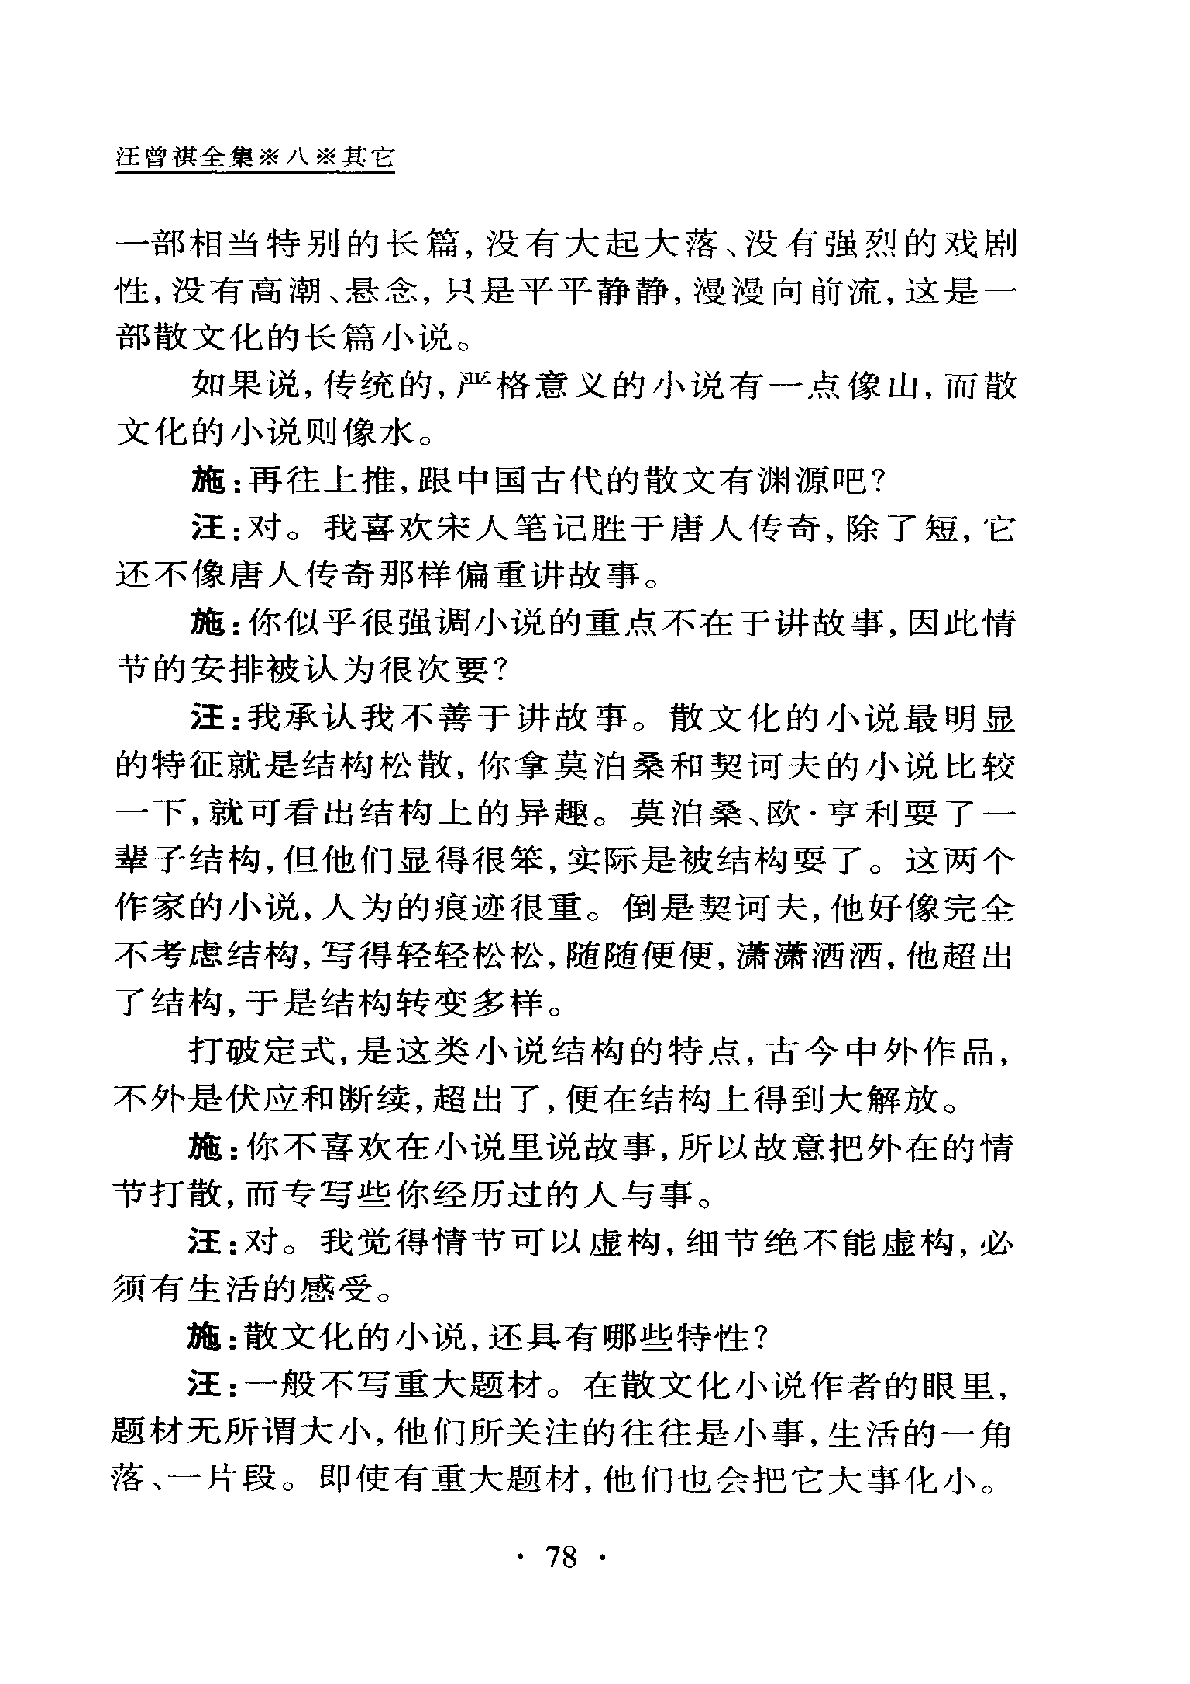 汪曾祺全集※八※其它
一部相当特别的长篇，没有大起大落、没有强烈的戏剧
性，没有高潮、悬念，只是平平静静，漫漫向前流，这是一
部散文化的长篇小说。
如果说，传统的，严格意义的小说有一点像山，而散
文化的小说则像水。
施：再往上推，跟中国古代的散文有渊源吧？
汪：对。我喜欢宋人笔记胜于唐人传奇，除了短，它
还不像唐人传奇那样偏重讲故事。
施：你似乎很强调小说的重点不在于讲故事，因此情
节的安排被认为很次要？
汪：我承认我不善于讲故事。散文化的小说最明显
的特征就是结构松散，你拿莫泊桑和契诃夫的小说比较
一下，就可看出结构上的异趣。莫泊桑、欧·亨利耍了一
辈子结构，但他们显得很笨，实际是被结构耍了。这两个
作家的小说，人为的痕迹很重。倒是契诃夫，他好像完全
不考虑结构，写得轻轻松松，随随便便，潇潇洒洒，他超出
了结构，于是结构转变多样。
打破定式，是这类小说结构的特点，古今中外作品，
不外是伏应和断续，超出了，便在结构上得到大解放。
施：你不喜欢在小说里说故事，所以故意把外在的情
节打散，而专写些你经历过的人与事。
汪：对。我觉得情节可以虚构，细节绝不能虚构，必
须有生活的感受。
施：散文化的小说，还具有哪些特性？
汪：一般不写重大题材。在散文化小说作者的眼里，
题材无所谓大小，他们所关注的往往是小事，生活的一角
落、一片段。即使有重大题材，他们也会把它大事化小。
· 78 ·